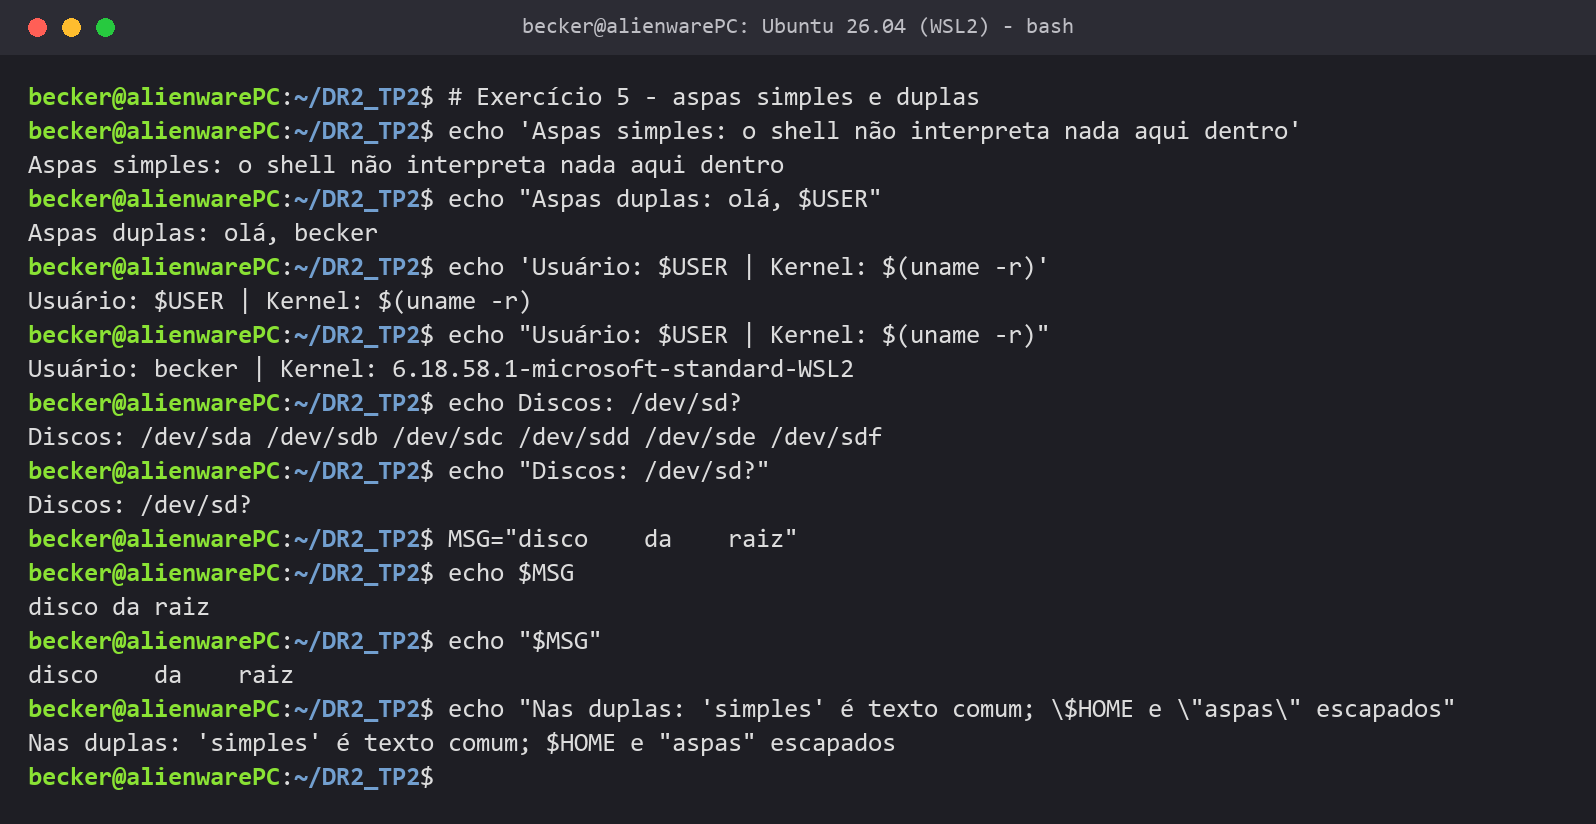 becker@alienwarePC: Ubuntu 26.04 (WSL2) - bash
becker@alienwarePC:~/DR2_TP2$ # Exercício 5 - aspas simples e duplas
becker@alienwarePC:~/DR2_TP2$ echo 'Aspas simples: o shell não interpreta nada aqui dentro'
Aspas simples: o shell não interpreta nada aqui dentro
becker@alienwarePC:~/DR2_TP2$ echo "Aspas duplas: olá, $USER"
Aspas duplas: olá, becker
becker@alienwarePC:~/DR2_TP2$ echo 'Usuário: $USER | Kernel: $(uname -r)'
Usuário: $USER | Kernel: $(uname -r)
becker@alienwarePC:~/DR2_TP2$ echo "Usuário: $USER | Kernel: $(uname -r)"
Usuário: becker | Kernel: 6.18.58.1-microsoft-standard-WSL2
becker@alienwarePC:~/DR2_TP2$ echo Discos: /dev/sd?
Discos: /dev/sda /dev/sdb /dev/sdc /dev/sdd /dev/sde /dev/sdf
becker@alienwarePC:~/DR2_TP2$ echo "Discos: /dev/sd?"
Discos: /dev/sd?
becker@alienwarePC:~/DR2_TP2$ MSG="disco    da    raiz"
becker@alienwarePC:~/DR2_TP2$ echo $MSG
disco da raiz
becker@alienwarePC:~/DR2_TP2$ echo "$MSG"
disco    da    raiz
becker@alienwarePC:~/DR2_TP2$ echo "Nas duplas: 'simples' é texto comum; \$HOME e \"aspas\" escapados"
Nas duplas: 'simples' é texto comum; $HOME e "aspas" escapados
becker@alienwarePC:~/DR2_TP2$